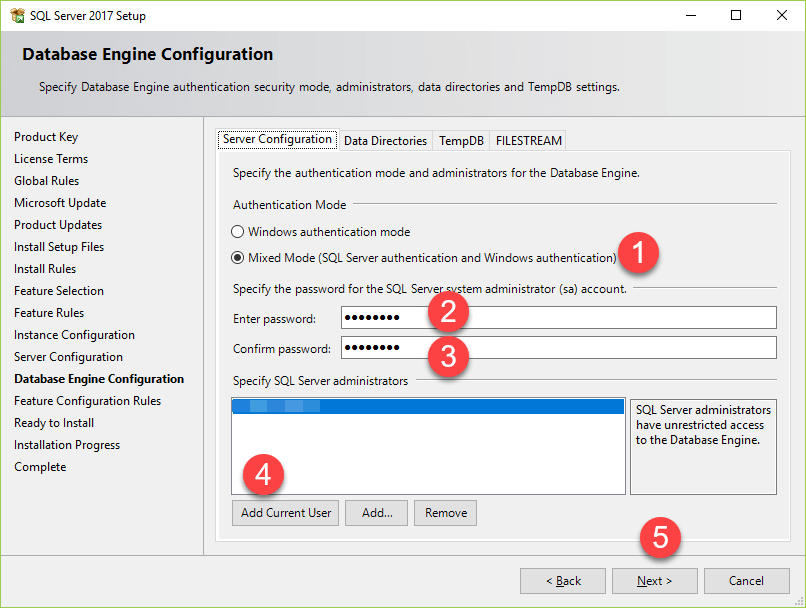 SQL Server 2017 Setup
Database Engine Configuration
Specify Database Engine authentication security mode, administrators, data directories and TempDB settings.
Product Key
License Terms
Global Rules
Microsoft Update
Product Updates
Install Setup Files
Install Rules
Feature Selection
Feature Rules
Instance Configuration
Server Configuration
Database Engine Configuration
Feature Configuration Rules
Ready to Install
Installation Progress
Complete
Server Configuration Data Directories TempDB FILESTREAM
Specify the authentication mode and administrators for the Database Engine.
Authentication Mode
Windows authentication mode
Mixed Mode (SQL Server authentication and Windows authentication) 1
Specify the password for the SQL Server system administrator (sa) account.
Enter password: ●●●●●●●● 2
Confirm password: ●●●●●●●● 3
Specify SQL Server administrators
SQL Server administrators
have unrestricted access
to the Database Engine.
4
Add Current User Add... Remove
5
< Back Next > Cancel